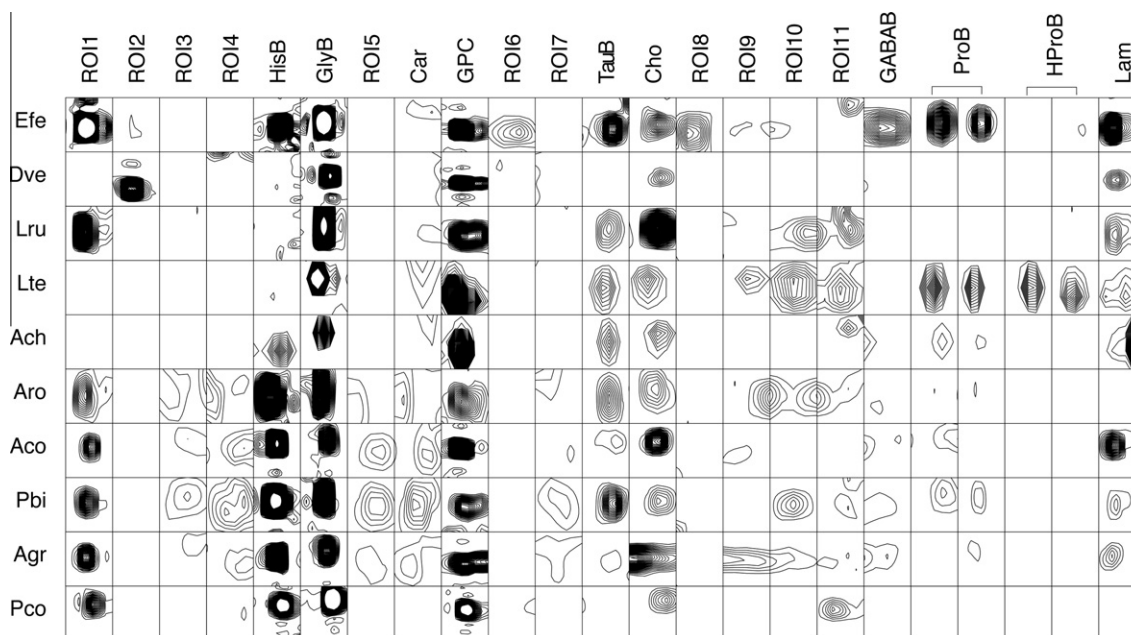 ROI1 ROI2 ROI3 ROI4 HisB GlyB ROI5 Car GPC ROI6 ROI7 TauB Cho ROI8 ROI9 ROI10 ROI11 GABAB ProB HProB Lam
Efe
Dve
Lru
Lte
Ach
Aro
Aco
Pbi
Agr
Pco